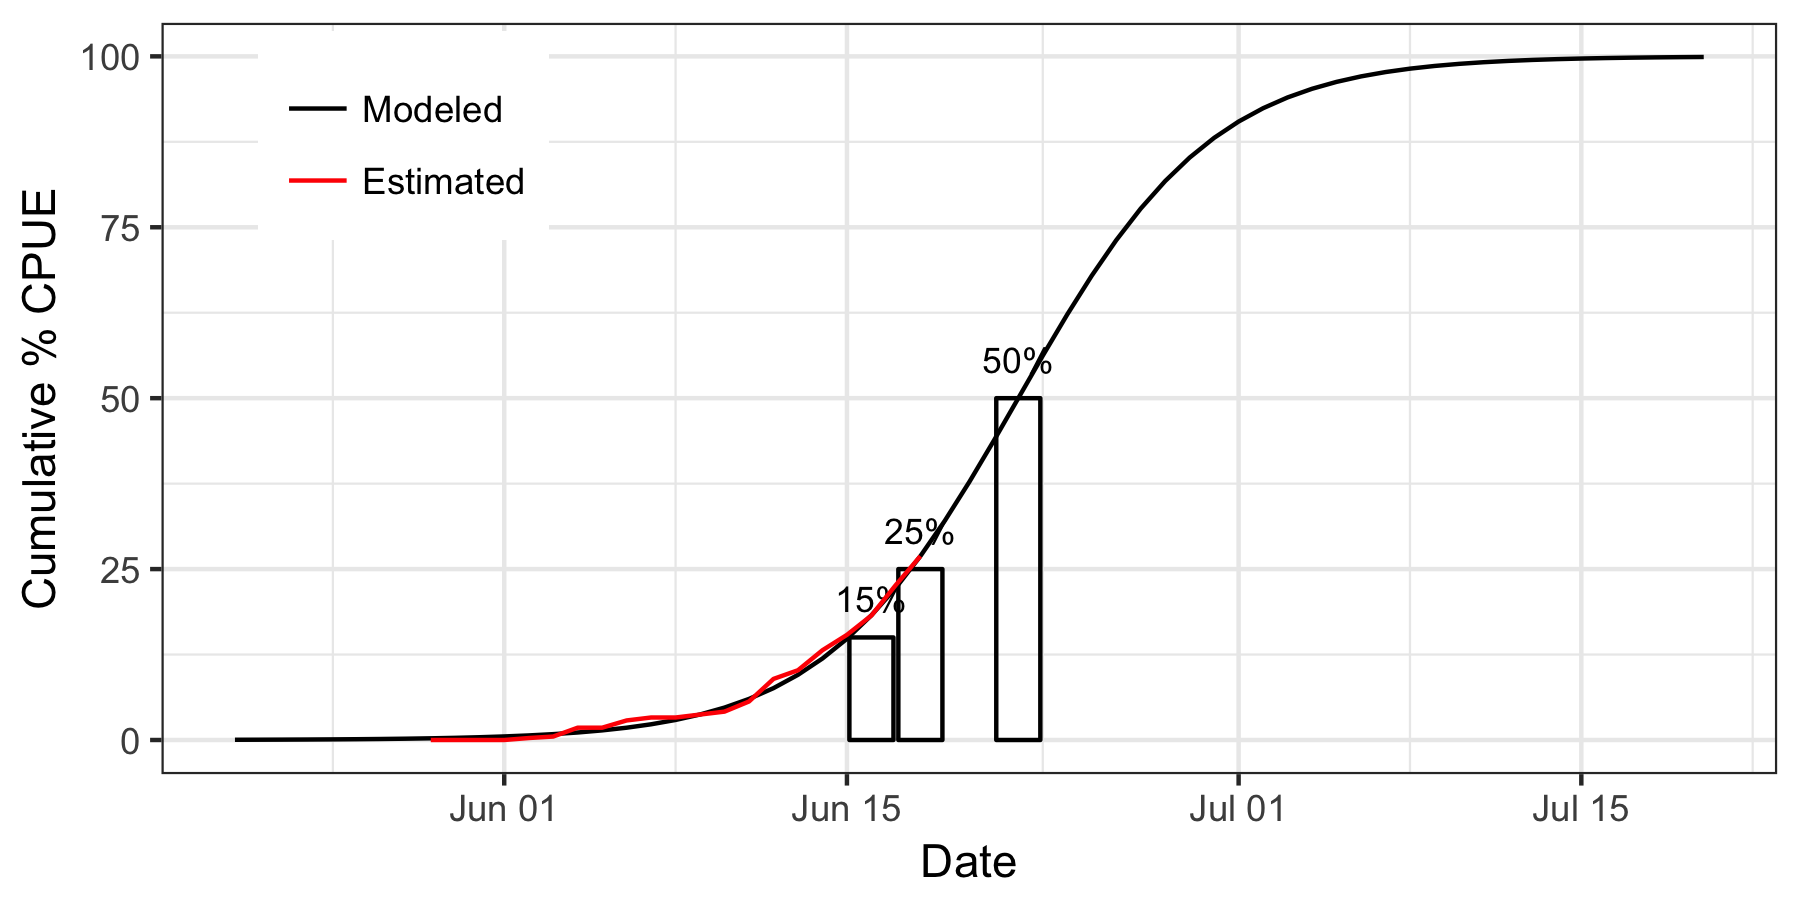 Cumulative % CPUE
100
75
50
25
0
Modeled
Estimated
15%
25%
50%
Jun 01
Jun 15
Jul 01
Jul 15
Date